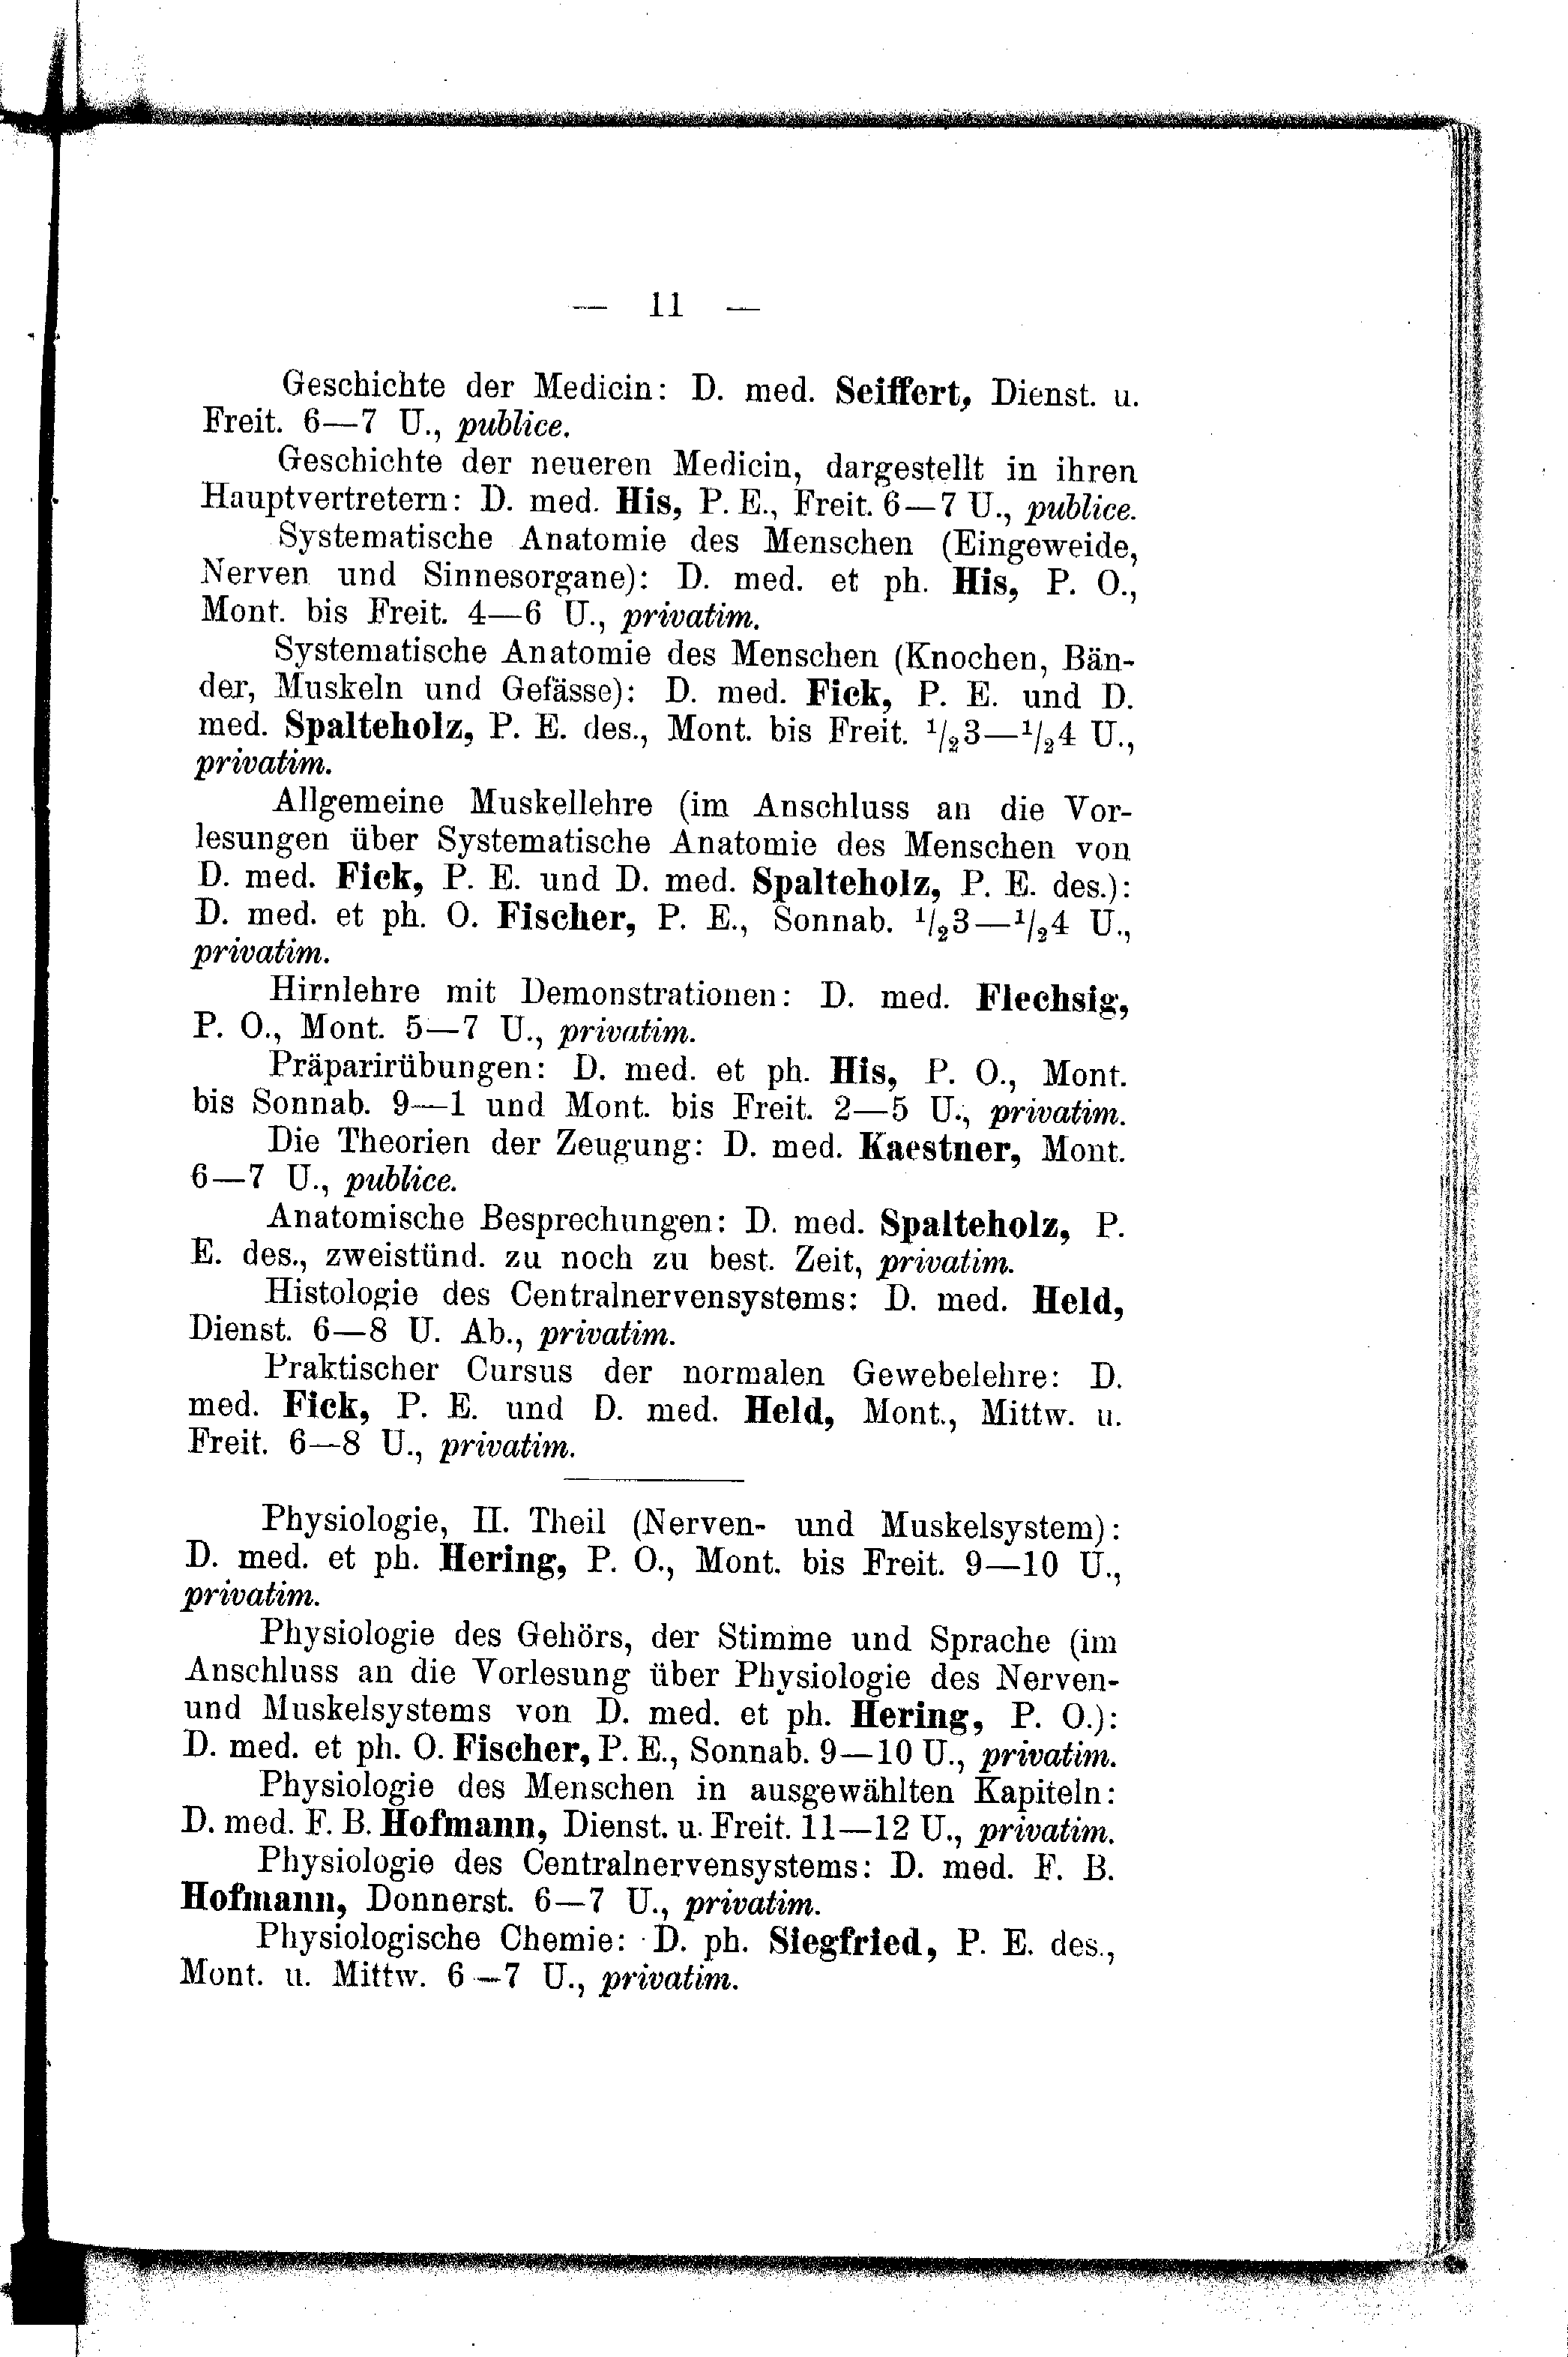 — 11 —
Geschichte der Medicin: D. med. Seiffert, Dienst. u.
Freit. 6—7 U., publice.
Geschichte der neueren Medicin, dargestellt in ihren
Hauptvertretern: D. med. His, P. E., Freit. 6—7 U., publice.
Systematische Anatomie des Menschen (Eingeweide,
Nerven und Sinnesorgane): D. med. et ph. His, P. O.,
Mont. bis Freit. 4—6 U., privatim.
Systematische Anatomie des Menschen (Knochen, Bän-
der, Muskeln und Gefässe): D. med. Fick, P. E. und D.
med. Spalteholz, P. E. des., Mont. bis Freit. 1/23—1/24 U.,
privatim.
Allgemeine Muskellehre (im Anschluss an die Vor-
lesungen über Systematische Anatomie des Menschen von
D. med. Fick, P. E. und D. med. Spalteholz, P. E. des.):
D. med. et ph. O. Fischer, P. E., Sonnab. 1/23—1/24 U.,
privatim.
Hirnlehre mit Demonstrationen: D. med. Flechsig,
P. O., Mont. 5—7 U., privatim.
Präparirübungen: D. med. et ph. His, P. O., Mont.
bis Sonnab. 9—1 und Mont. bis Freit. 2—5 U., privatim.
Die Theorien der Zeugung: D. med. Kaestner, Mont.
6—7 U., publice.
Anatomische Besprechungen: D. med. Spalteholz, P.
E. des., zweistünd. zu noch zu best. Zeit, privatim.
Histologie des Centralnervensystems: D. med. Held,
Dienst. 6—8 U. Ab., privatim.
Praktischer Cursus der normalen Gewebelehre: D.
med. Fick, P. E. und D. med. Held, Mont., Mittw. u.
Freit. 6—8 U., privatim.
Physiologie, II. Theil (Nerven- und Muskelsystem):
D. med. et ph. Hering, P. O., Mont. bis Freit. 9—10 U.,
privatim.
Physiologie des Gehörs, der Stimme und Sprache (im
Anschluss an die Vorlesung über Physiologie des Nerven-
und Muskelsystems von D. med. et ph. Hering, P. O.):
D. med. et ph. O. Fischer, P. E., Sonnab. 9—10 U., privatim.
Physiologie des Menschen in ausgewählten Kapiteln:
D. med. F. B. Hofmann, Dienst. u. Freit. 11—12 U., privatim.
Physiologie des Centralnervensystems: D. med. F. B.
Hofmann, Donnerst. 6—7 U., privatim.
Physiologische Chemie: D. ph. Siegfried, P. E. des.,
Mont. u. Mittw. 6—7 U., privatim.